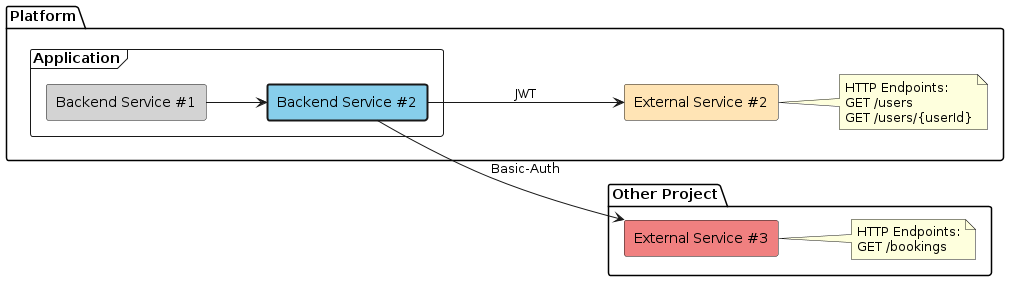 Platform
Application
Backend Service #1
Backend Service #2
JWT
External Service #2
HTTP Endpoints:
GET /users
GET /users/{userId}
Basic-Auth
Other Project
External Service #3
HTTP Endpoints:
GET /bookings